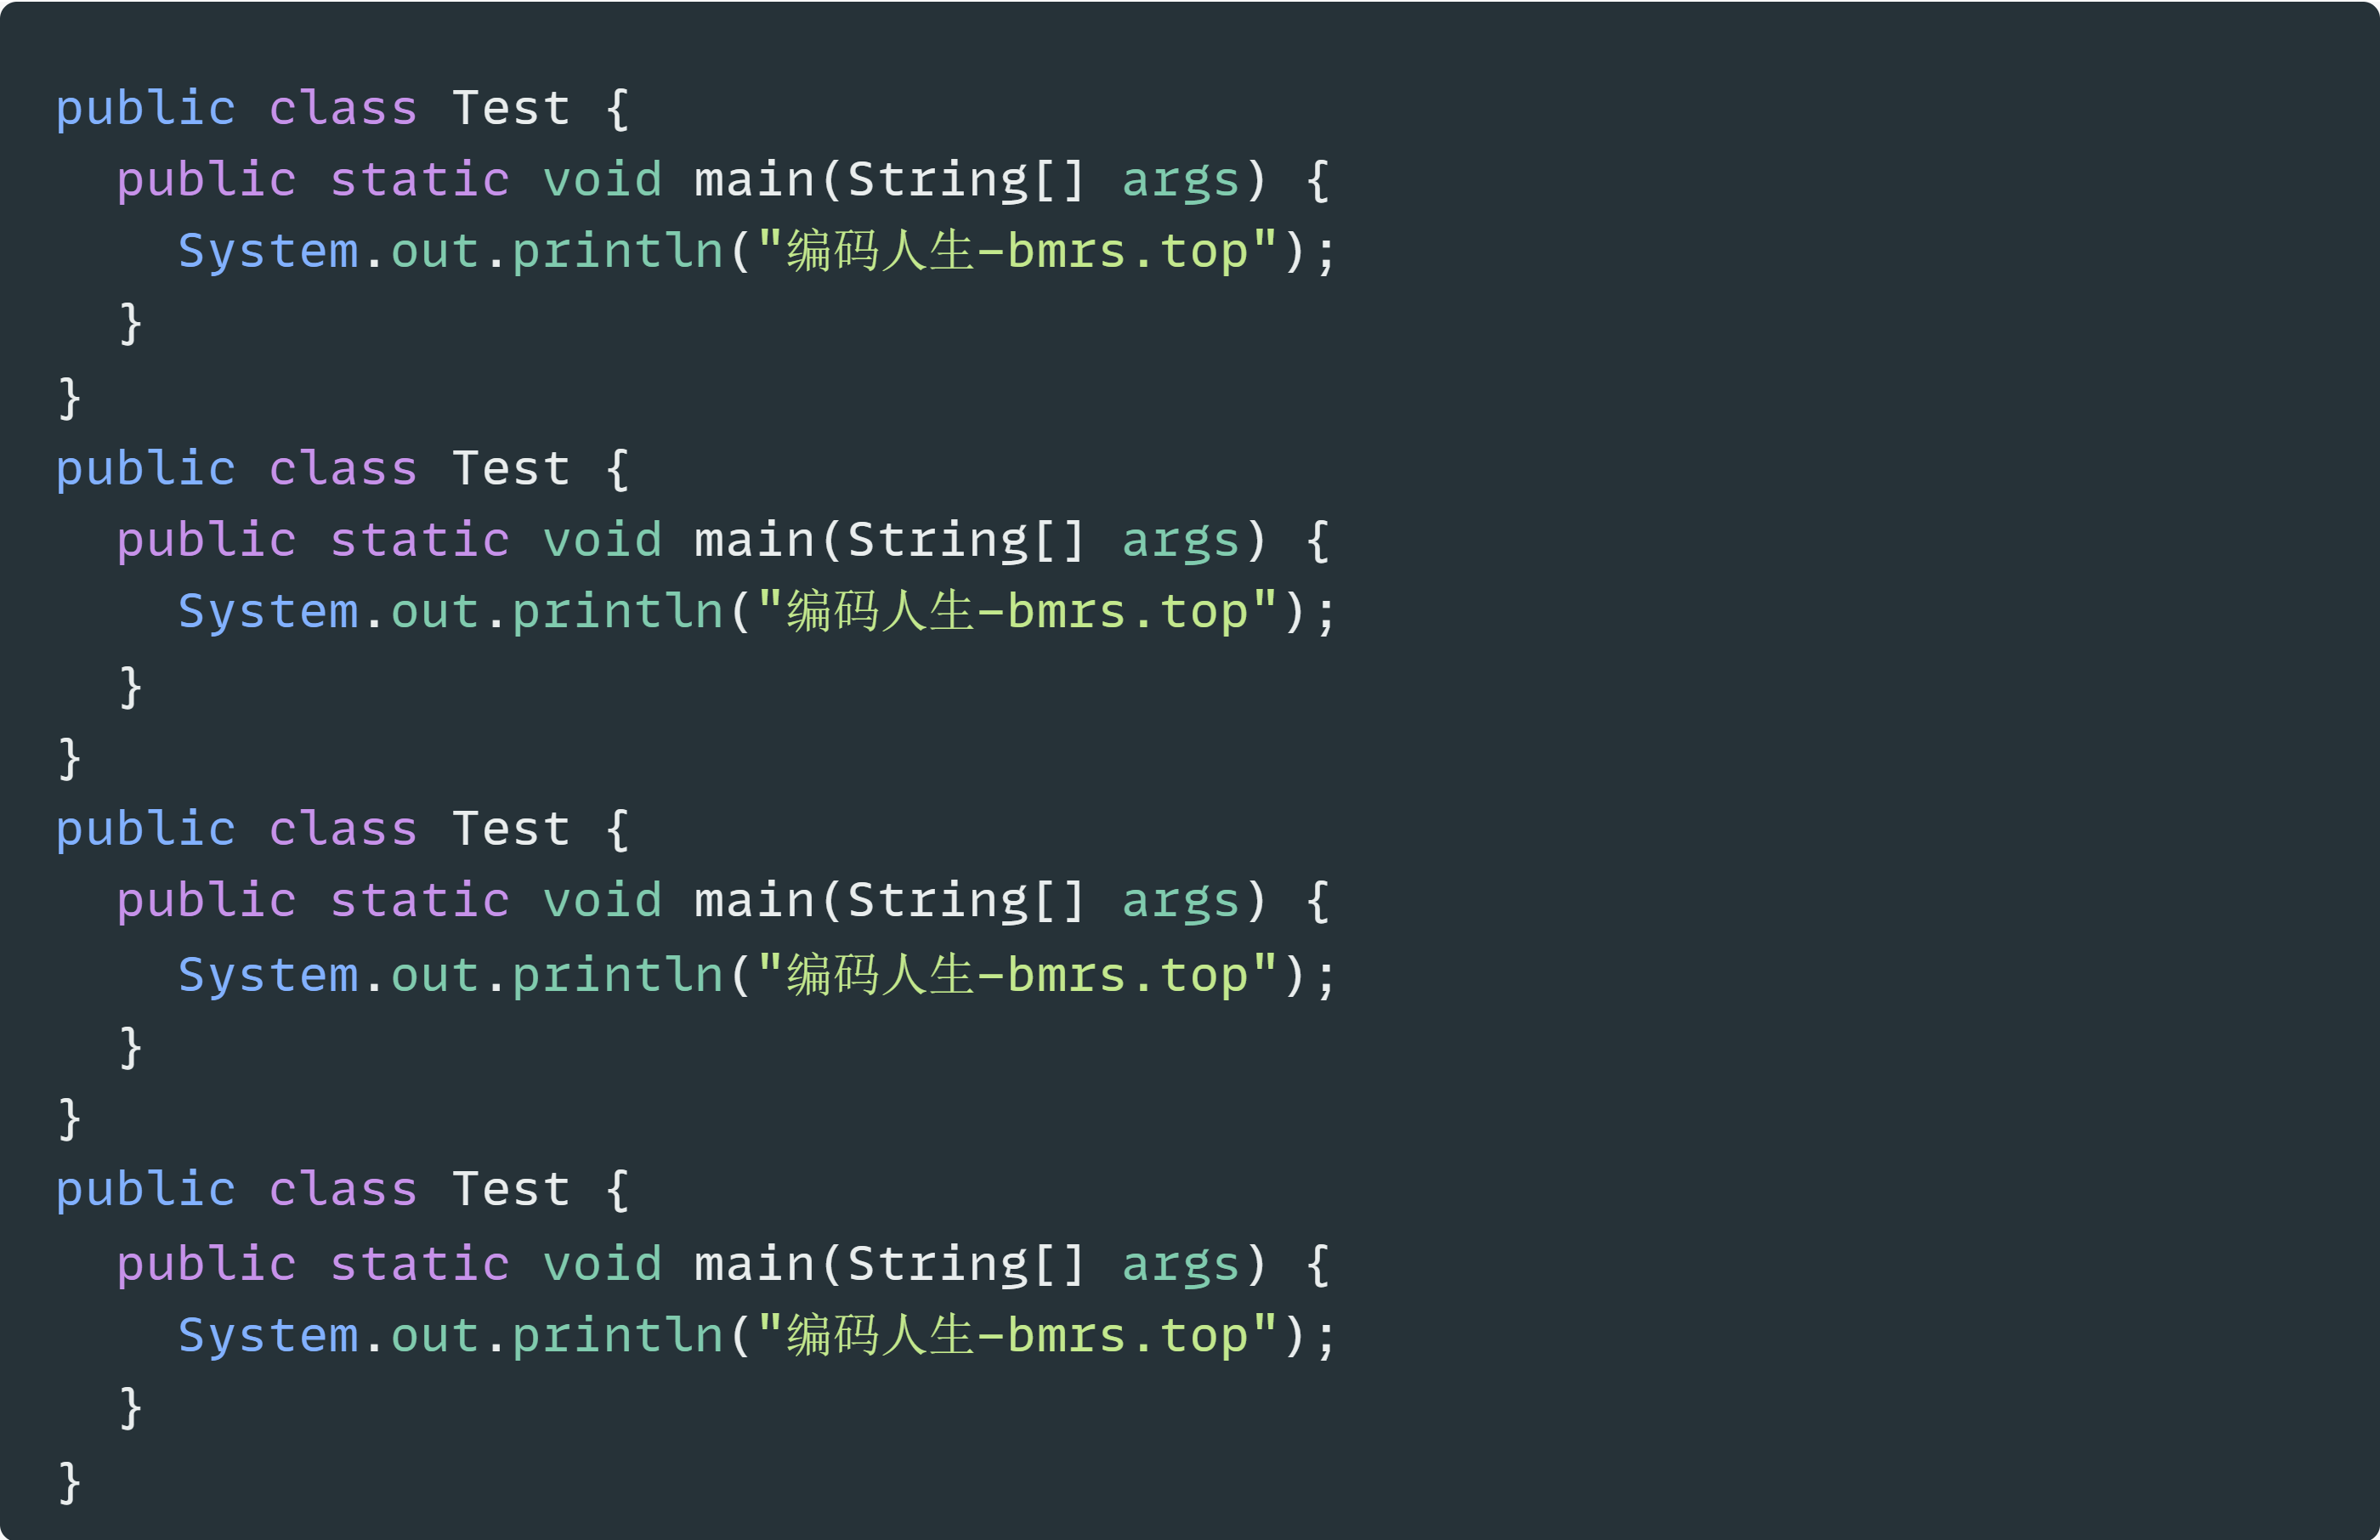 public class Test {
  public static void main(String[] args) {
    System.out.println("编码人生-bmrs.top");
  }
}
public class Test {
  public static void main(String[] args) {
    System.out.println("编码人生-bmrs.top");
  }
}
public class Test {
  public static void main(String[] args) {
    System.out.println("编码人生-bmrs.top");
  }
}
public class Test {
  public static void main(String[] args) {
    System.out.println("编码人生-bmrs.top");
  }
}